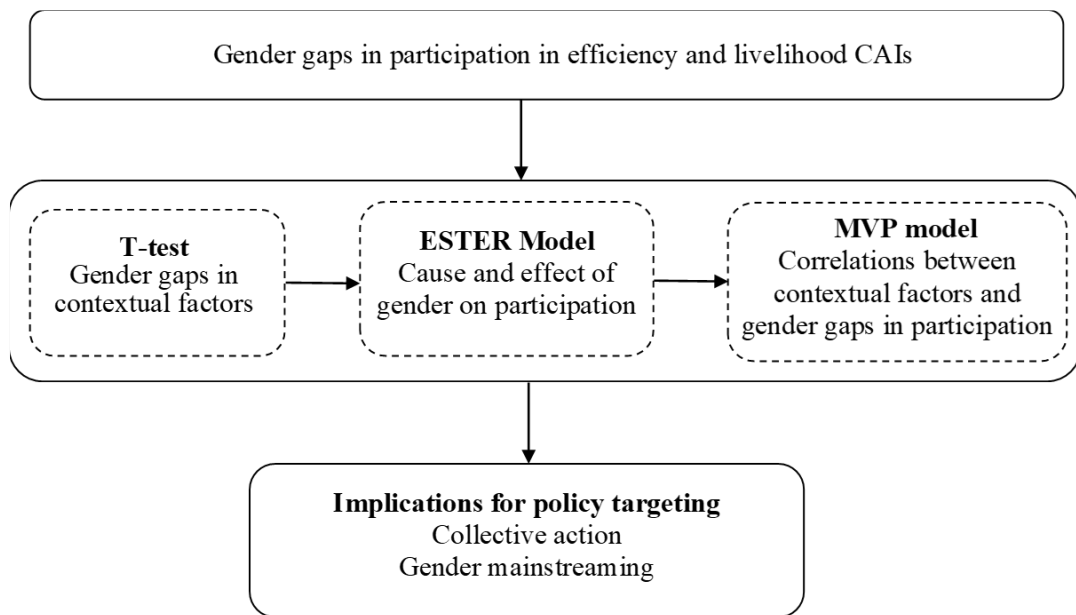 Gender gaps in participation in efficiency and livelihood CAIs
T-test
Gender gaps in
contextual factors
ESTER Model
Cause and effect of
gender on participation
MVP model
Correlations between
contextual factors and
gender gaps in participation
Implications for policy targeting
Collective action
Gender mainstreaming